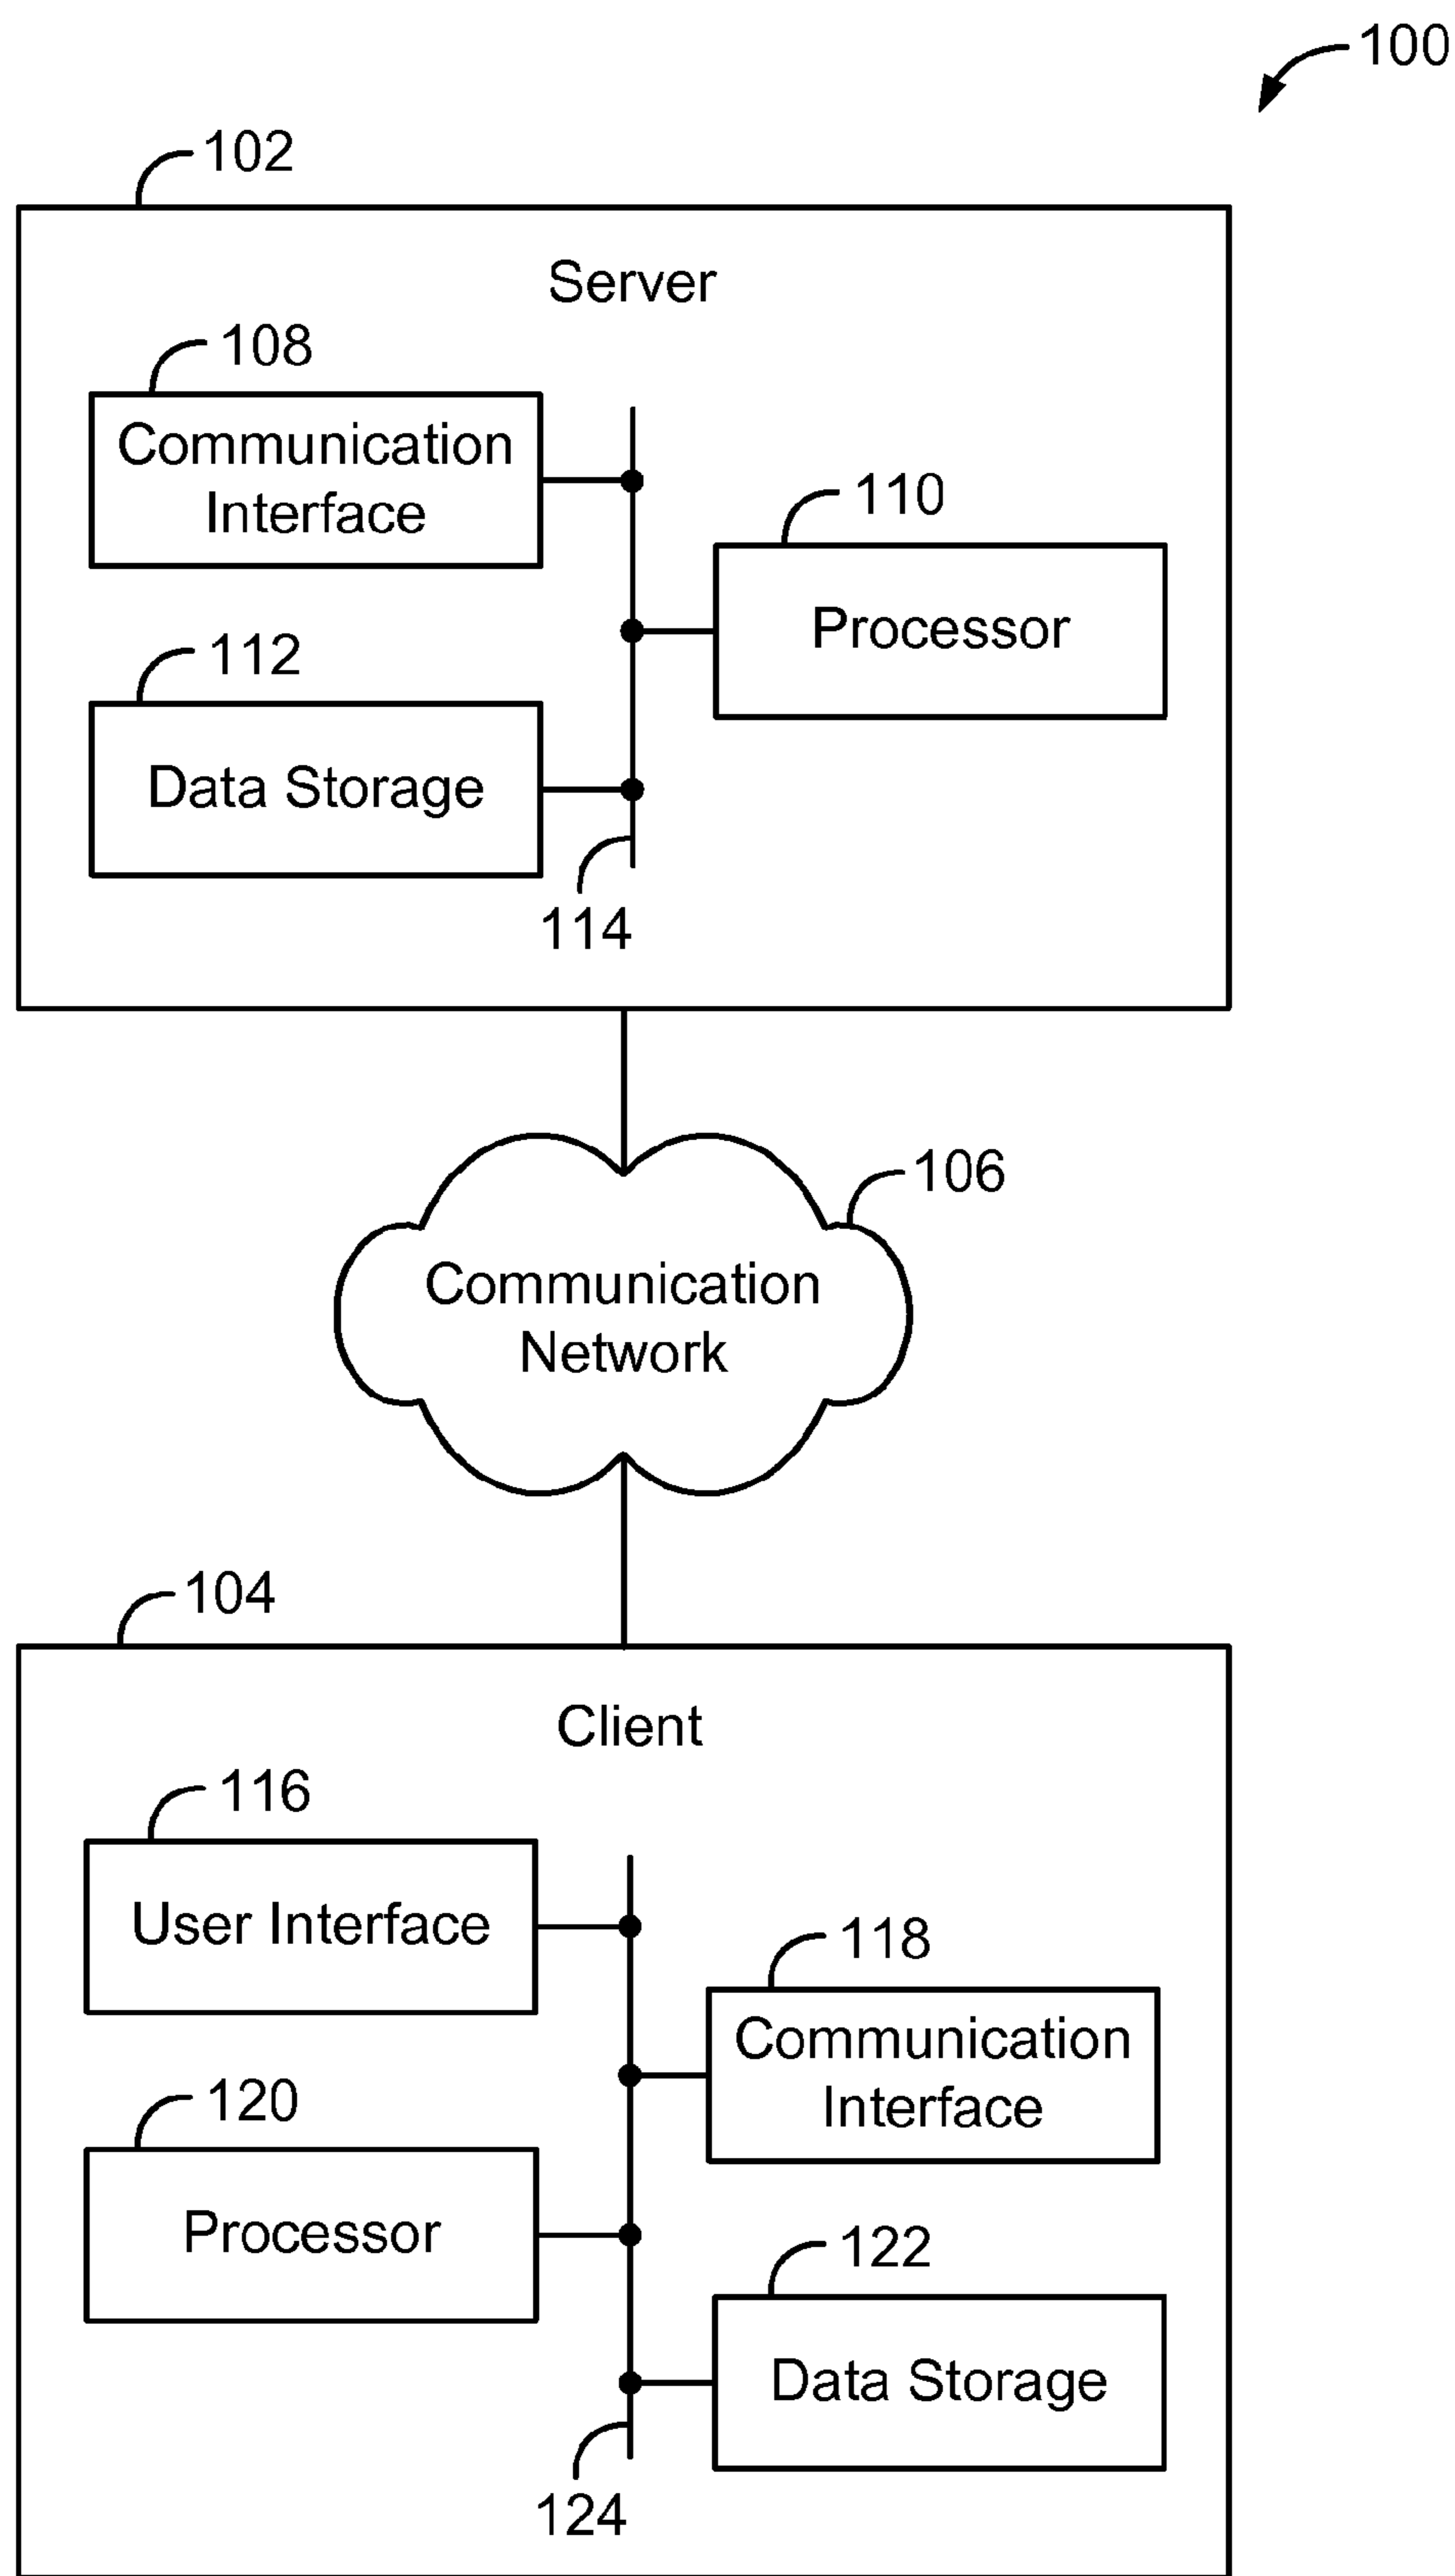 100
102
Server
108
Communication
Interface
110
Processor
112
Data Storage
114
106
Communication
Network
104
Client
116
User Interface
118
Communication
Interface
120
Processor
122
Data Storage
124